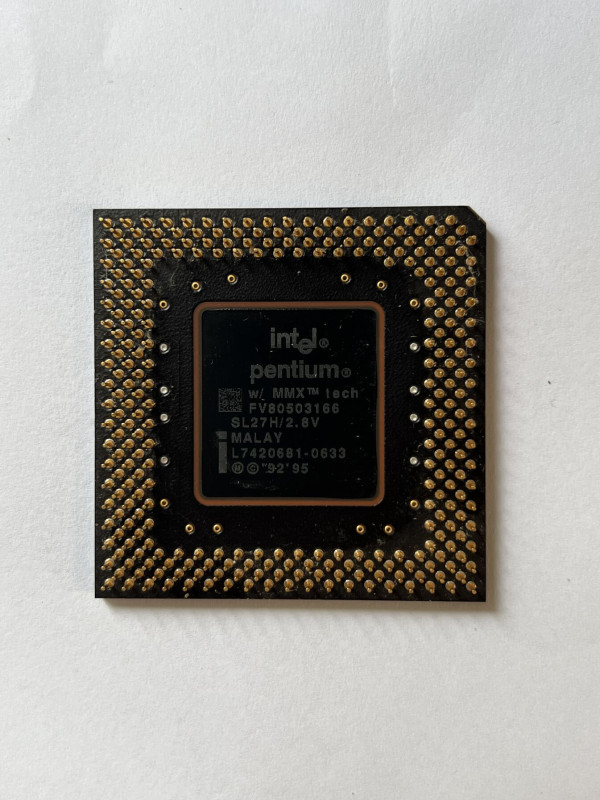 intel®
pentium®
w/ MMX™ tech
FV80503166
SL27H/2.8V
MALAY
L7420681-0633
i Ⓜ © '92 '95